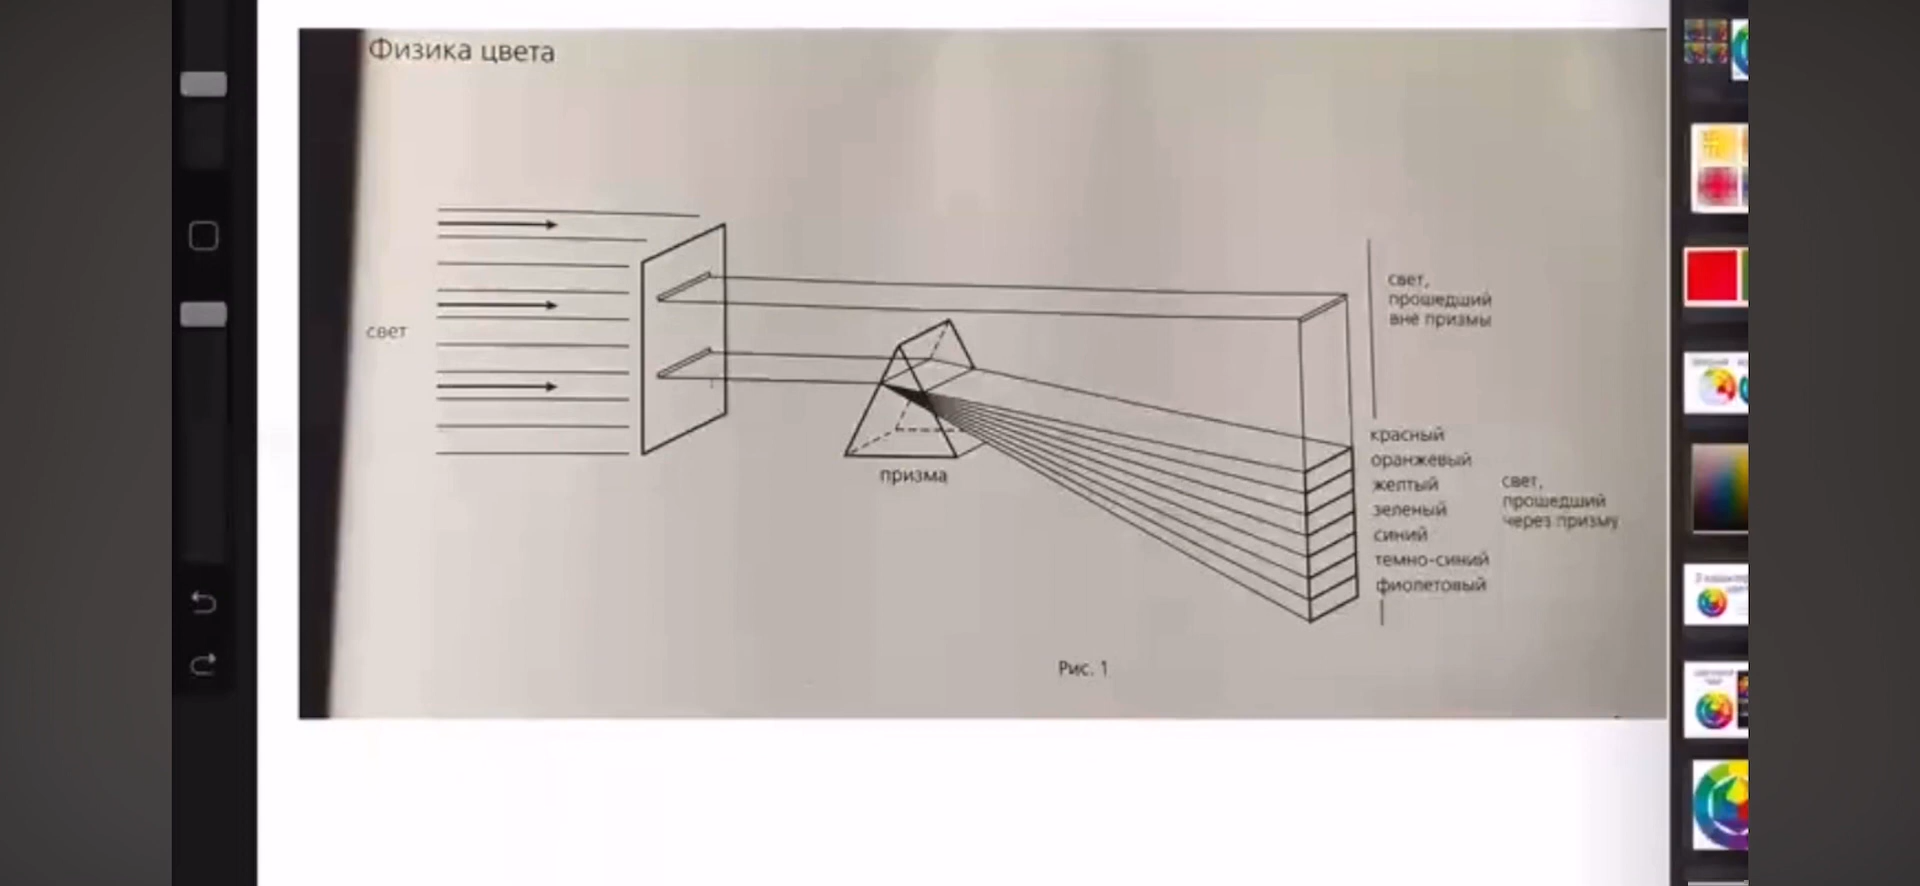 Физика цвета
свет
призма
свет,
прошедший
вне призмы
красный
оранжевый
желтый
зеленый
синий
темно-синий
фиолетовый
свет,
прошедший
через призму
Рис. 1